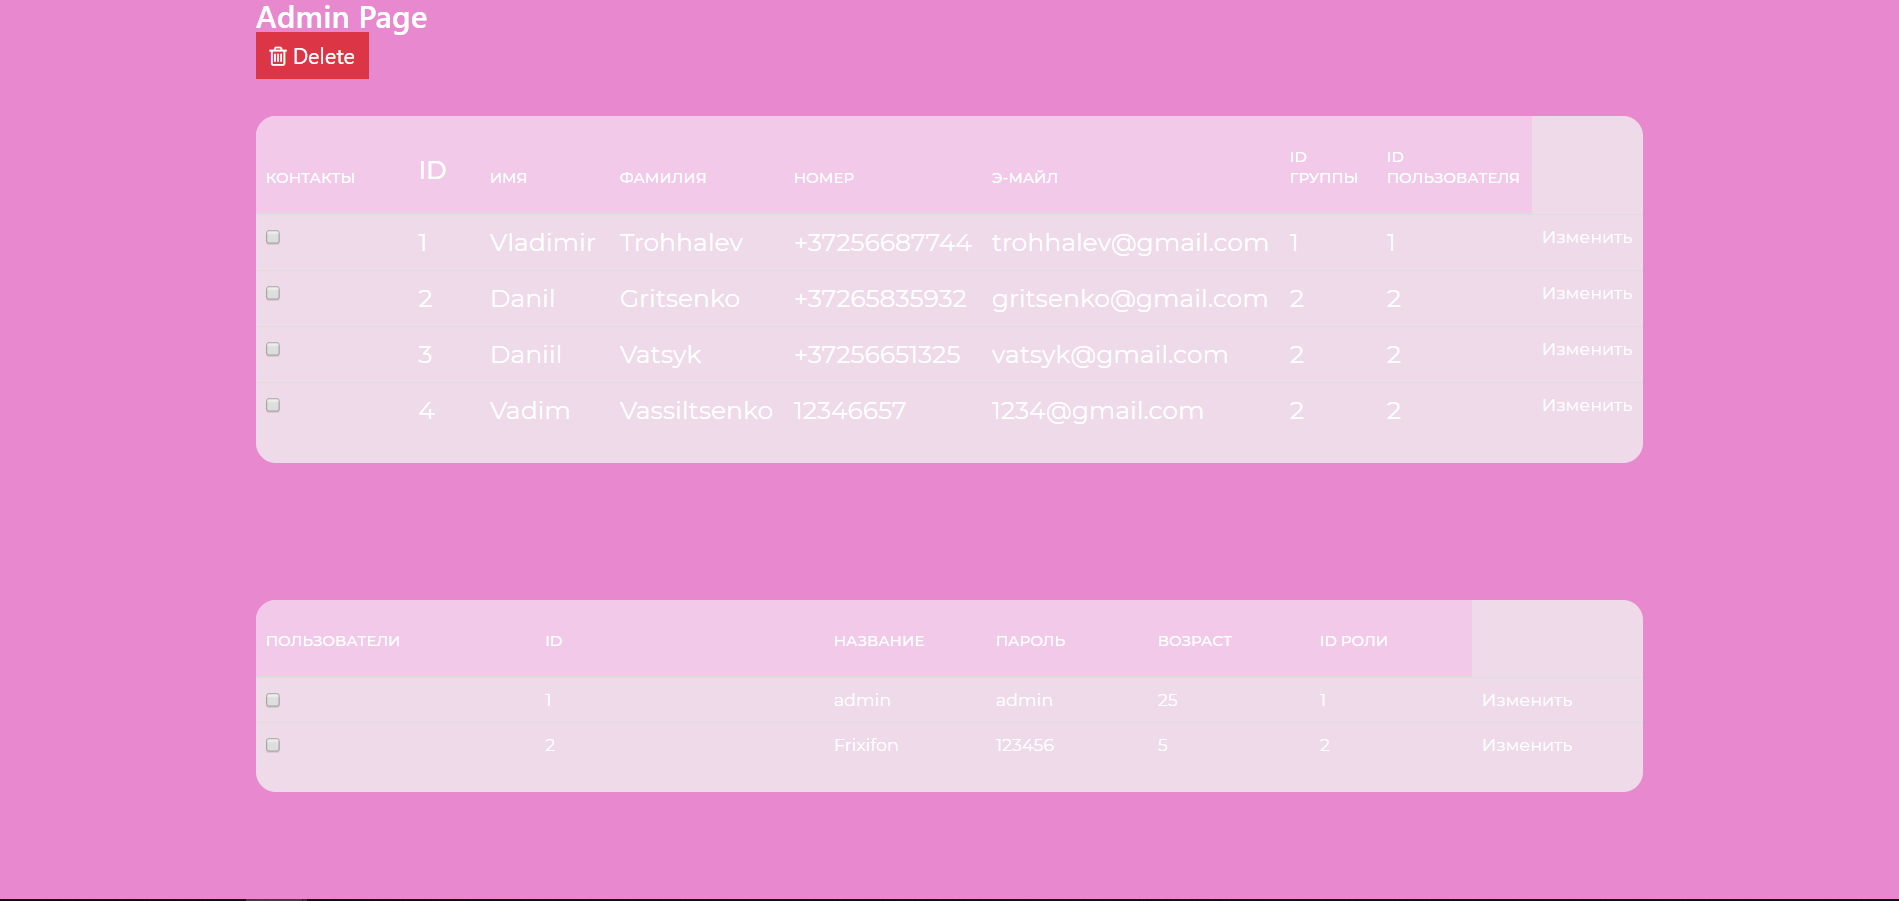 Admin Page
Delete
КОНТАКТЫ ID ИМЯ ФАМИЛИЯ НОМЕР Э-МАЙЛ ID ГРУППЫ ID ПОЛЬЗОВАТЕЛЯ
1 Vladimir Trohhalev +37256687744 trohhalev@gmail.com 1 1 Изменить
2 Danil Gritsenko +37265835932 gritsenko@gmail.com 2 2 Изменить
3 Daniil Vatsyk +37256651325 vatsyk@gmail.com 2 2 Изменить
4 Vadim Vassiltsenko 12346657 1234@gmail.com 2 2 Изменить
ПОЛЬЗОВАТЕЛИ ID НАЗВАНИЕ ПАРОЛЬ ВОЗРАСТ ID РОЛИ
1 admin admin 25 1 Изменить
2 Frixifon 123456 5 2 Изменить